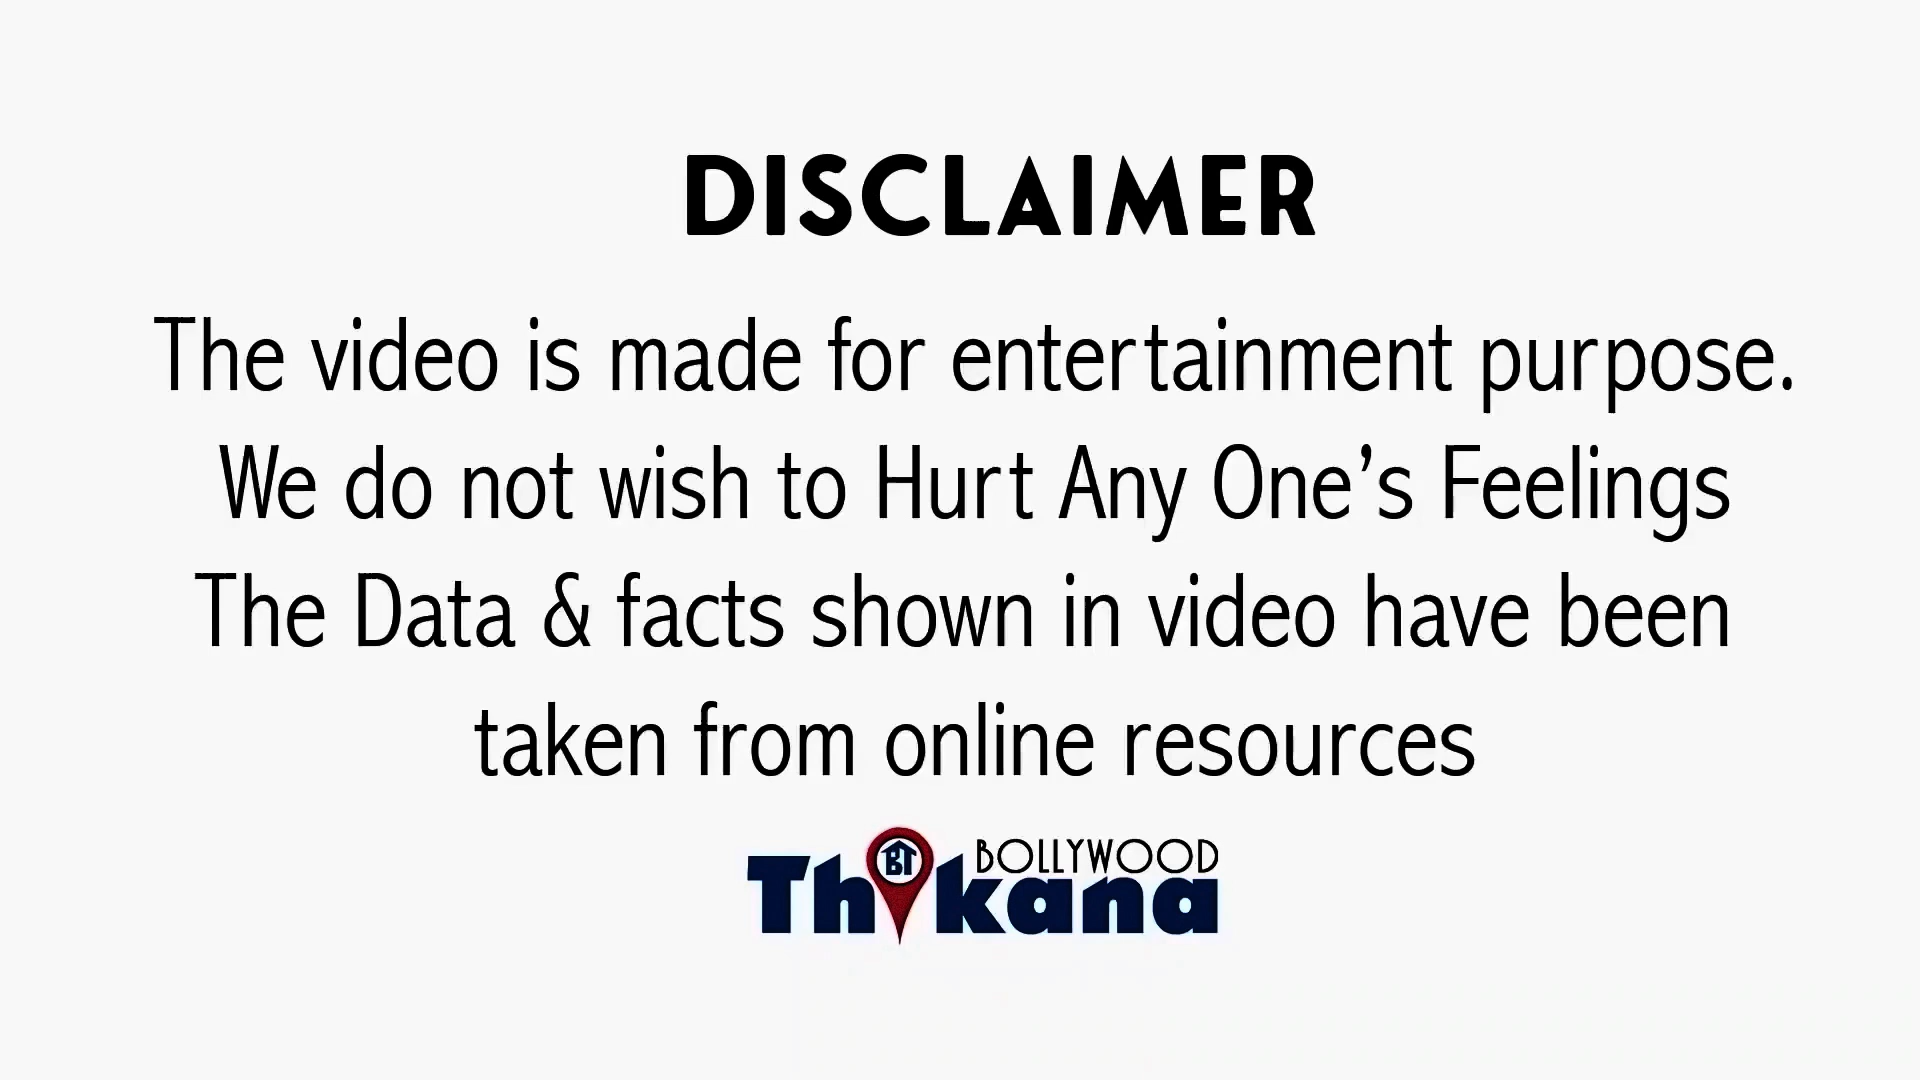 DISCLAIMER
The video is made for entertainment purpose.
We do not wish to Hurt Any One’s Feelings
The Data & facts shown in video have been
taken from online resources
BOLLYWOOD
BT
Thikana